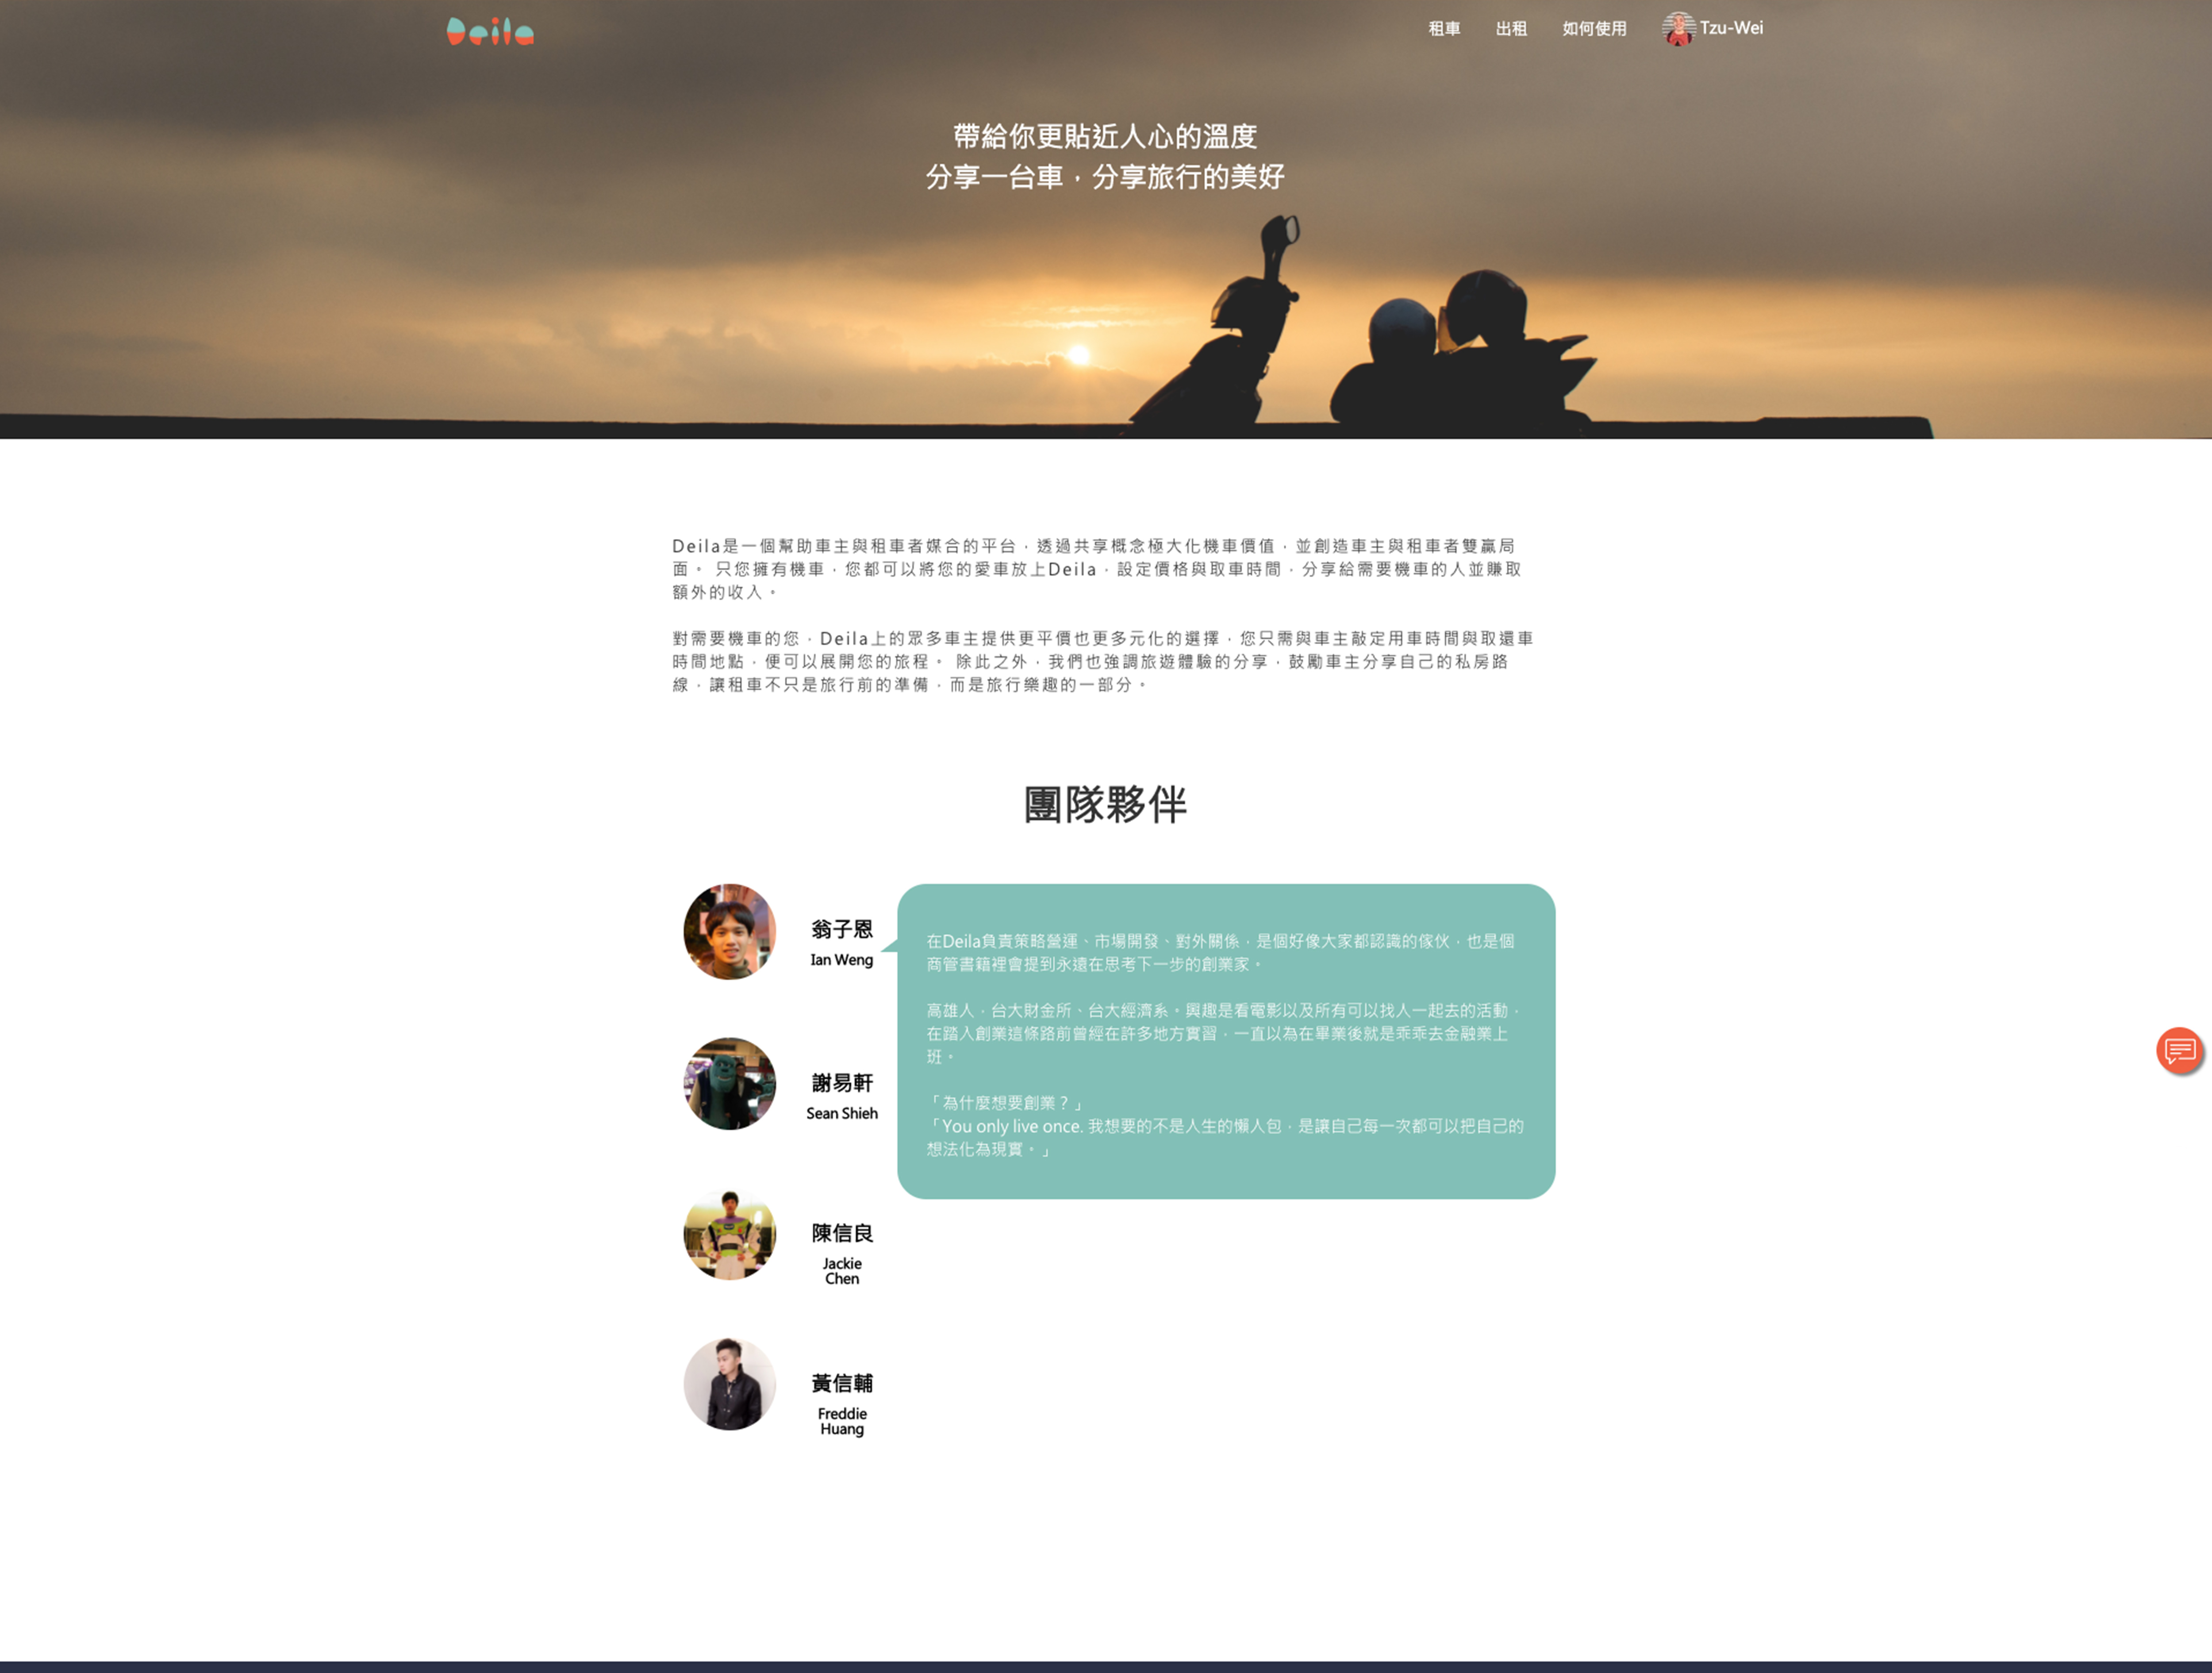 Deila
租車 出租 如何使用 Tzu-Wei
帶給你更貼近人心的溫度
分享一台車，分享旅行的美好
Deila是一個幫助車主與租車者媒合的平台，透過共享概念極大化機車價值，並創造車主與租車者雙贏局
面。 只您擁有機車，您都可以將您的愛車放上Deila，設定價格與取車時間，分享給需要機車的人並賺取
額外的收入。
對需要機車的您，Deila上的眾多車主提供更平價也更多元化的選擇，您只需與車主敲定用車時間與取還車
時間地點，便可以展開您的旅程。 除此之外，我們也強調旅遊體驗的分享，鼓勵車主分享自己的私房路
線，讓租車不只是旅行前的準備，而是旅行樂趣的一部分。
團隊夥伴
翁子恩
Ian Weng
在Deila負責策略營運、市場開發、對外關係，是個好像大家都認識的傢伙，也是個
商管書籍裡會提到永遠在思考下一步的創業家。
高雄人，台大財金所、台大經濟系。興趣是看電影以及所有可以找人一起去的活動，
在踏入創業這條路前曾經在許多地方實習，一直以為在畢業後就是乖乖去金融業上
班。
「為什麼想要創業？」
「You only live once. 我想要的不是人生的懶人包，是讓自己每一次都可以把自己的
想法化為現實。」
謝易軒
Sean Shieh
陳信良
Jackie
Chen
黃信輔
Freddie
Huang